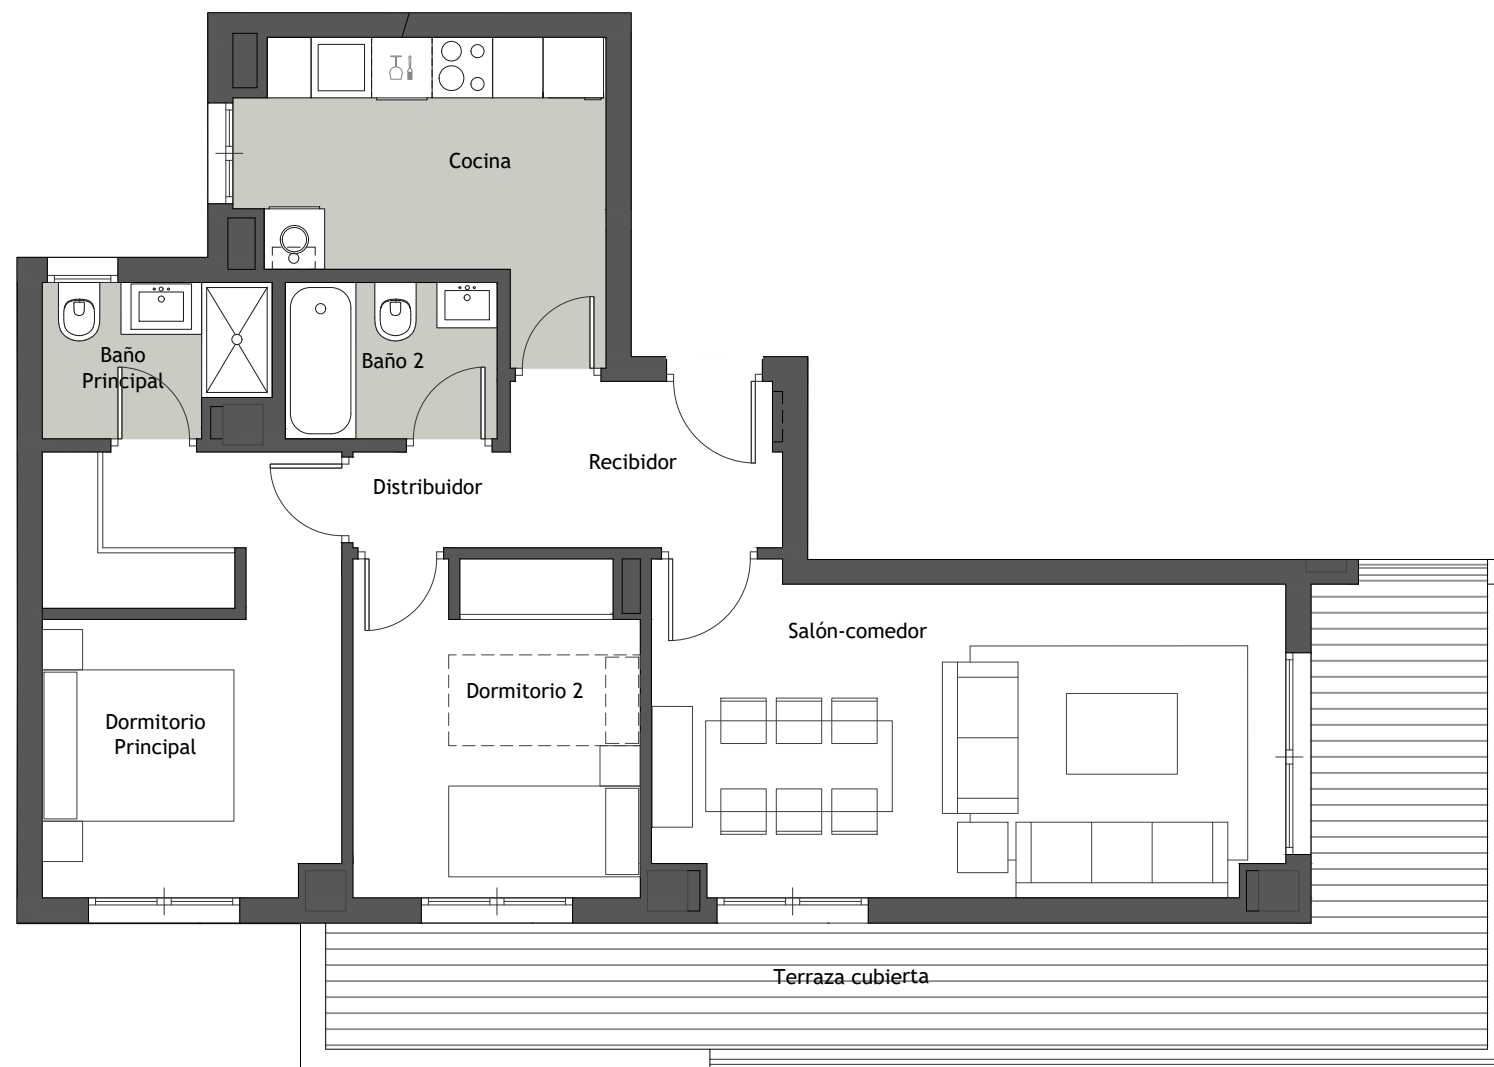 Cocina
Baño
Principal
Baño 2
Recibidor
Distribuidor
Salón-comedor
Dormitorio 2
Dormitorio
Principal
Terraza cubierta